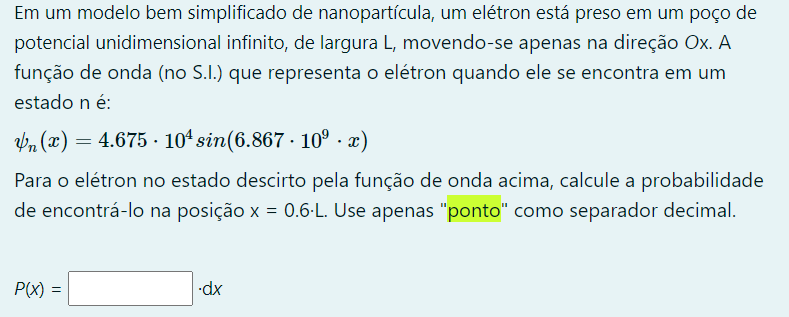 Em um modelo bem simplificado de nanopartícula, um elétron está preso em um poço de
potencial unidimensional infinito, de largura L, movendo-se apenas na direção Ox. A
função de onda (no S.I.) que representa o elétron quando ele se encontra em um
estado n é:
ψₙ(x) = 4.675 · 10⁴ sin(6.867 · 10⁹ · x)
Para o elétron no estado descirto pela função de onda acima, calcule a probabilidade
de encontrá-lo na posição x = 0.6·L. Use apenas "ponto" como separador decimal.
P(x) = ·dx